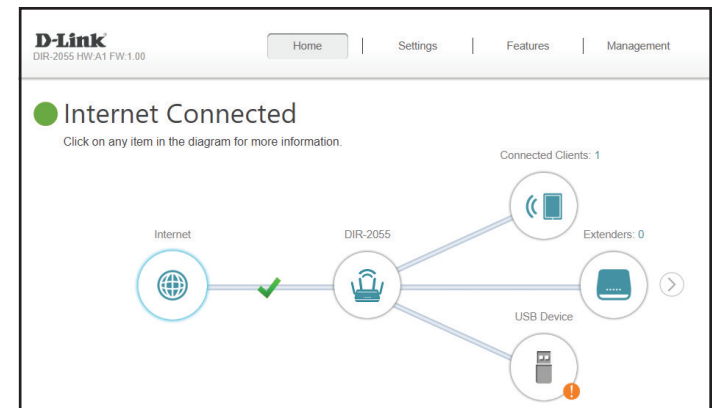 D-Link
DIR-2055 HW:A1 FW:1.00
Home
Settings
Features
Management
Internet Connected
Click on any item in the diagram for more information.
Connected Clients: 1
Internet
DIR-2055
Extenders: 0
USB Device
!